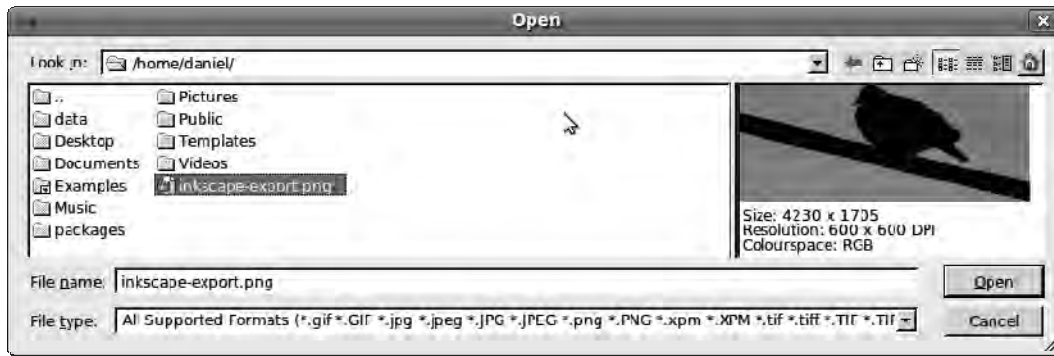 Open
Look in: /home/daniel/
..
data
Desktop
Documents
Examples
Music
packages
Pictures
Public
Templates
Videos
inkscape-export.png
Size: 4230 x 1705
Resolution: 600 x 600 DPI
Colourspace: RGB
File name: inkscape-export.png
Open
File type: All Supported Formats (*.gif *.GIF *.jpg *.jpeg *.JPG *.JPEG *.png *.PNG *.xpm *.XPM *.tif *.tiff *.TIF *.TIF
Cancel